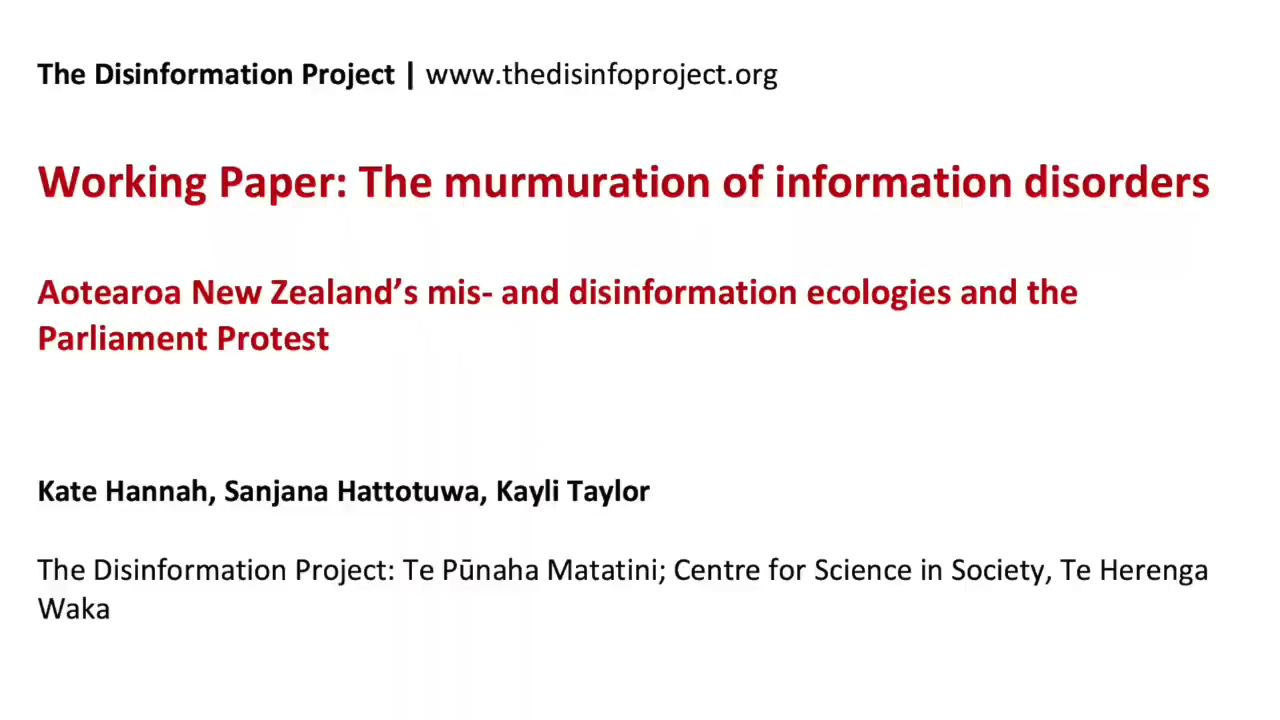 The Disinformation Project | www.thedisinfoproject.org
Working Paper: The murmuration of information disorders
Aotearoa New Zealand’s mis- and disinformation ecologies and the
Parliament Protest
Kate Hannah, Sanjana Hattotuwa, Kayli Taylor
The Disinformation Project: Te Pūnaha Matatini; Centre for Science in Society, Te Herenga
Waka